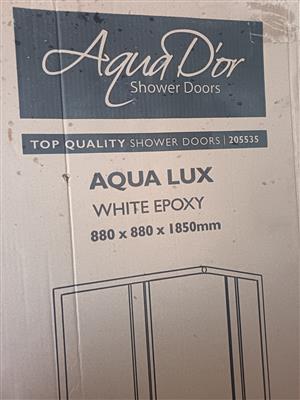 Aqua D'or
Shower Doors
TOP QUALITY SHOWER DOORS | 205535
AQUA LUX
WHITE EPOXY
880 x 880 x 1850mm